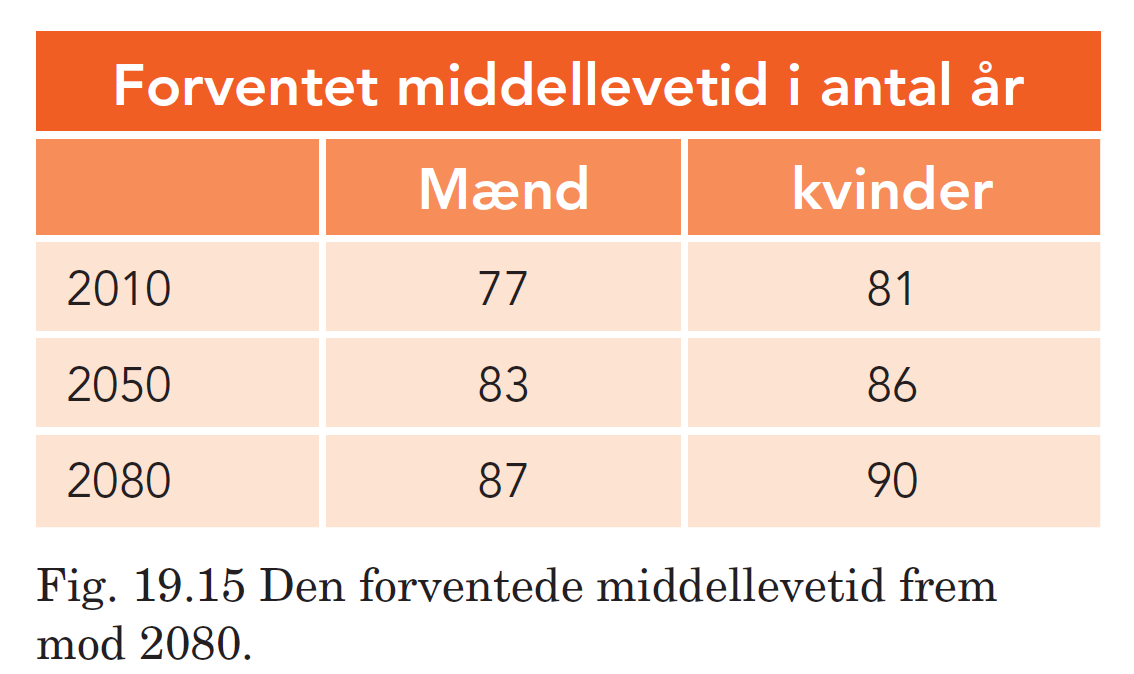 Forventet middellevetid i antal år
Mænd kvinder
2010 77 81
2050 83 86
2080 87 90
Fig. 19.15 Den forventede middellevetid frem
mod 2080.